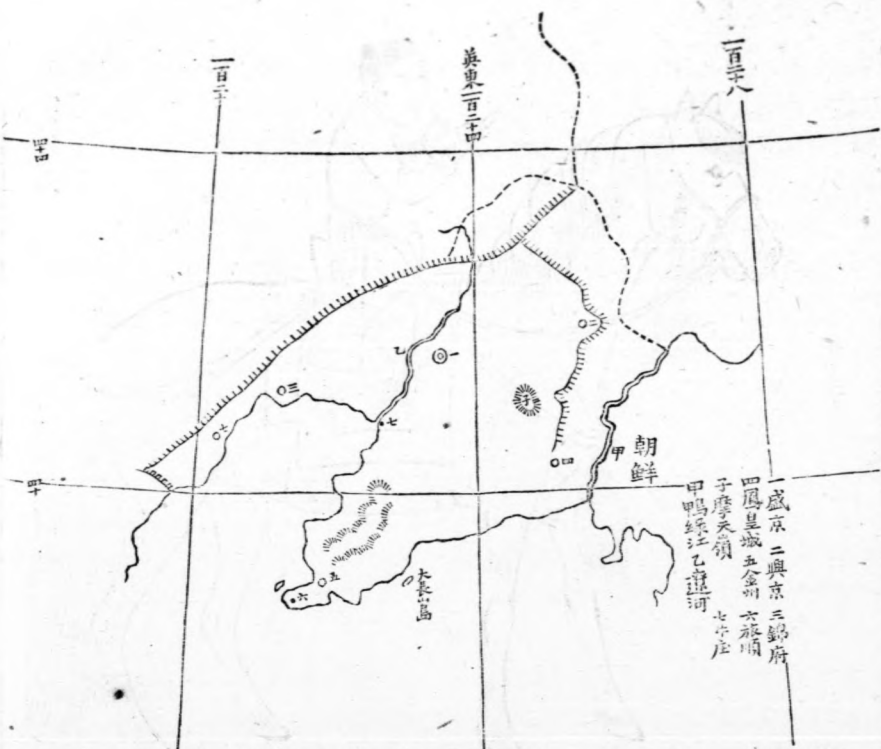 一百二十八
英東一百二十四
一百二十
四十四
四十
二
一
乙
三
七
子
四
甲
朝鮮
五
六
大長山島
一盛京 二興京 三錦府
四鳳皇城 五金州 六旅順
子摩天嶺 七牛庄
甲鴨綠江 乙遼河